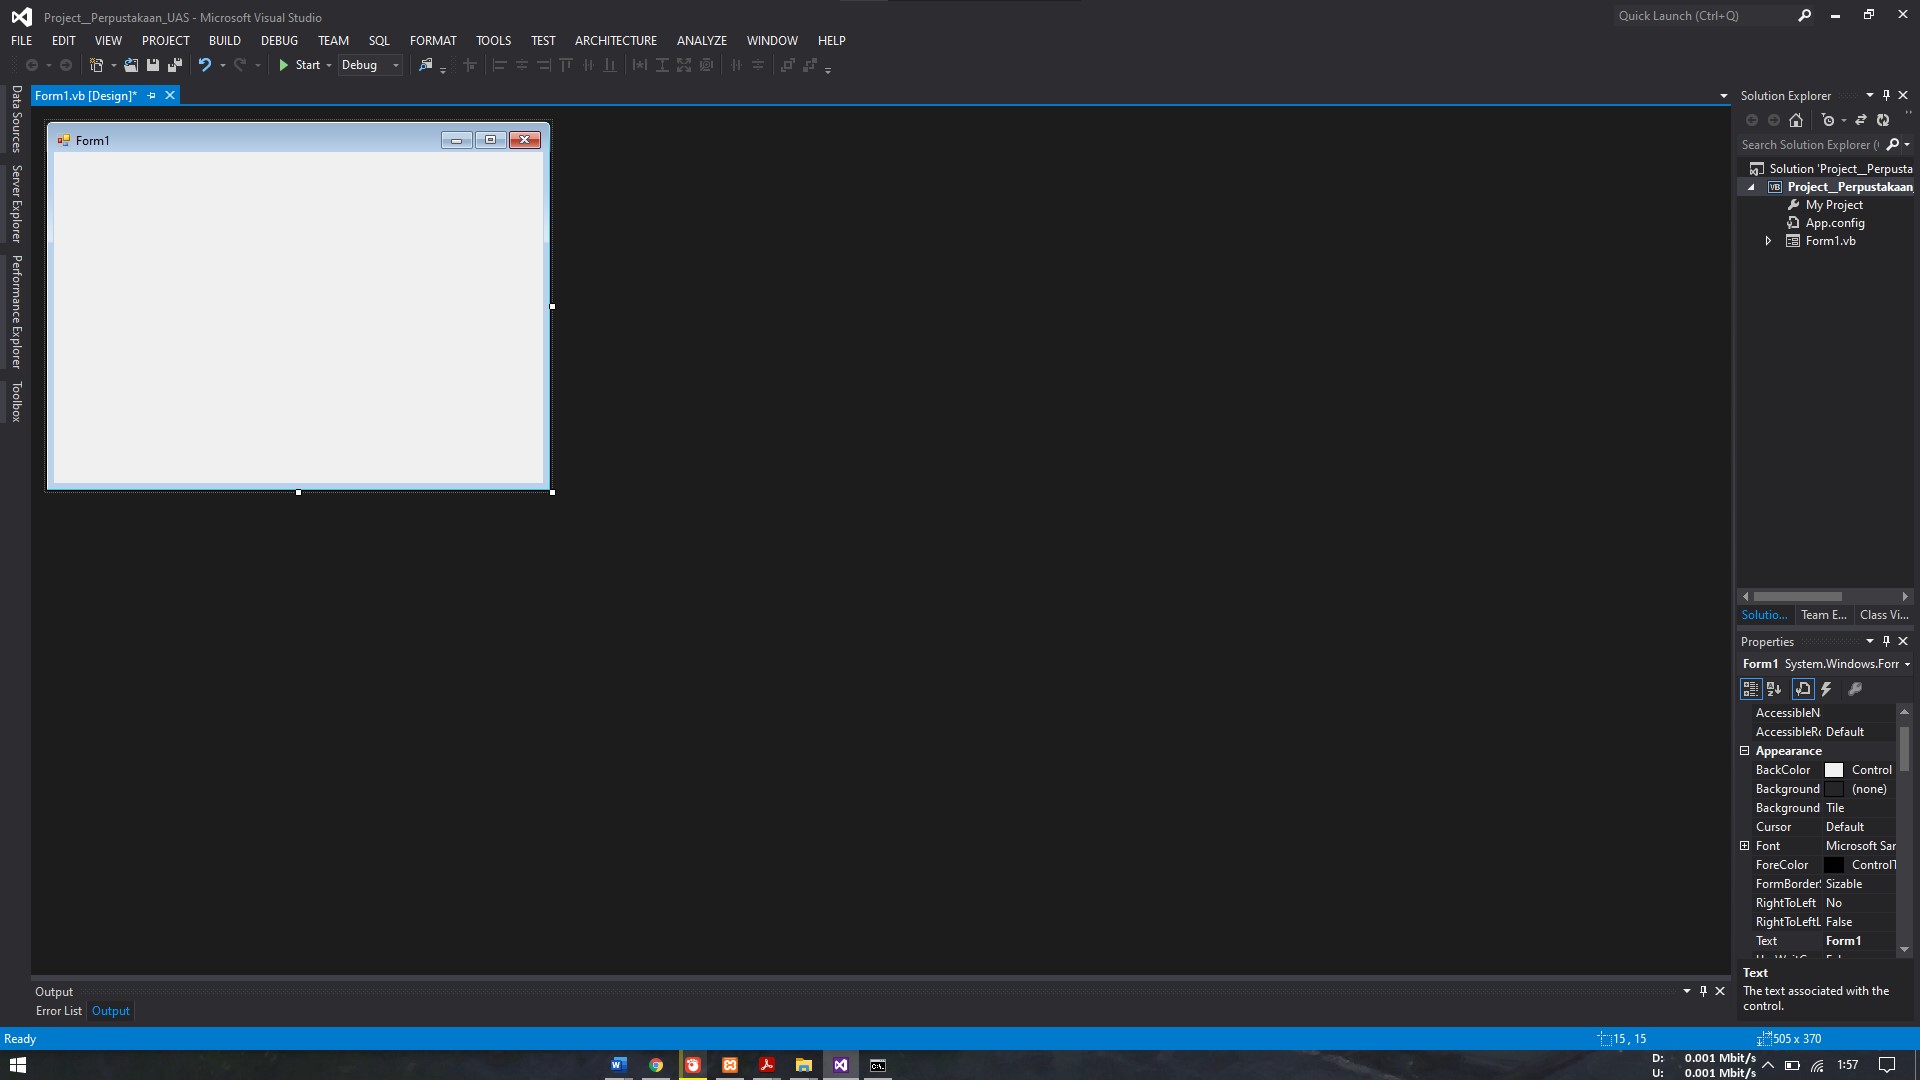 Project__Perpustakaan_UAS - Microsoft Visual Studio
Quick Launch (Ctrl+Q)
FILE EDIT VIEW PROJECT BUILD DEBUG TEAM SQL FORMAT TOOLS TEST ARCHITECTURE ANALYZE WINDOW HELP
Start Debug
Form1.vb [Design]*
Data Sources
Server Explorer
Performance Explorer
Toolbox
Form1
Solution Explorer
Search Solution Explorer (
Solution 'Project__Perpusta
Project__Perpustakaan_
My Project
App.config
Form1.vb
Solutio... Team E... Class Vi...
Properties
Form1 System.Windows.Forr
AccessibleN
AccessibleRo Default
Appearance
BackColor Control
Background (none)
Background Tile
Cursor Default
Font Microsoft Sar
ForeColor ControlT
FormBorderS Sizable
RightToLeft No
RightToLeftL False
Text Form1
Text
The text associated with the
control.
Output
Error List Output
Ready
15 , 15
505 x 370
D: 0.001 Mbit/s
U: 0.001 Mbit/s
1:57